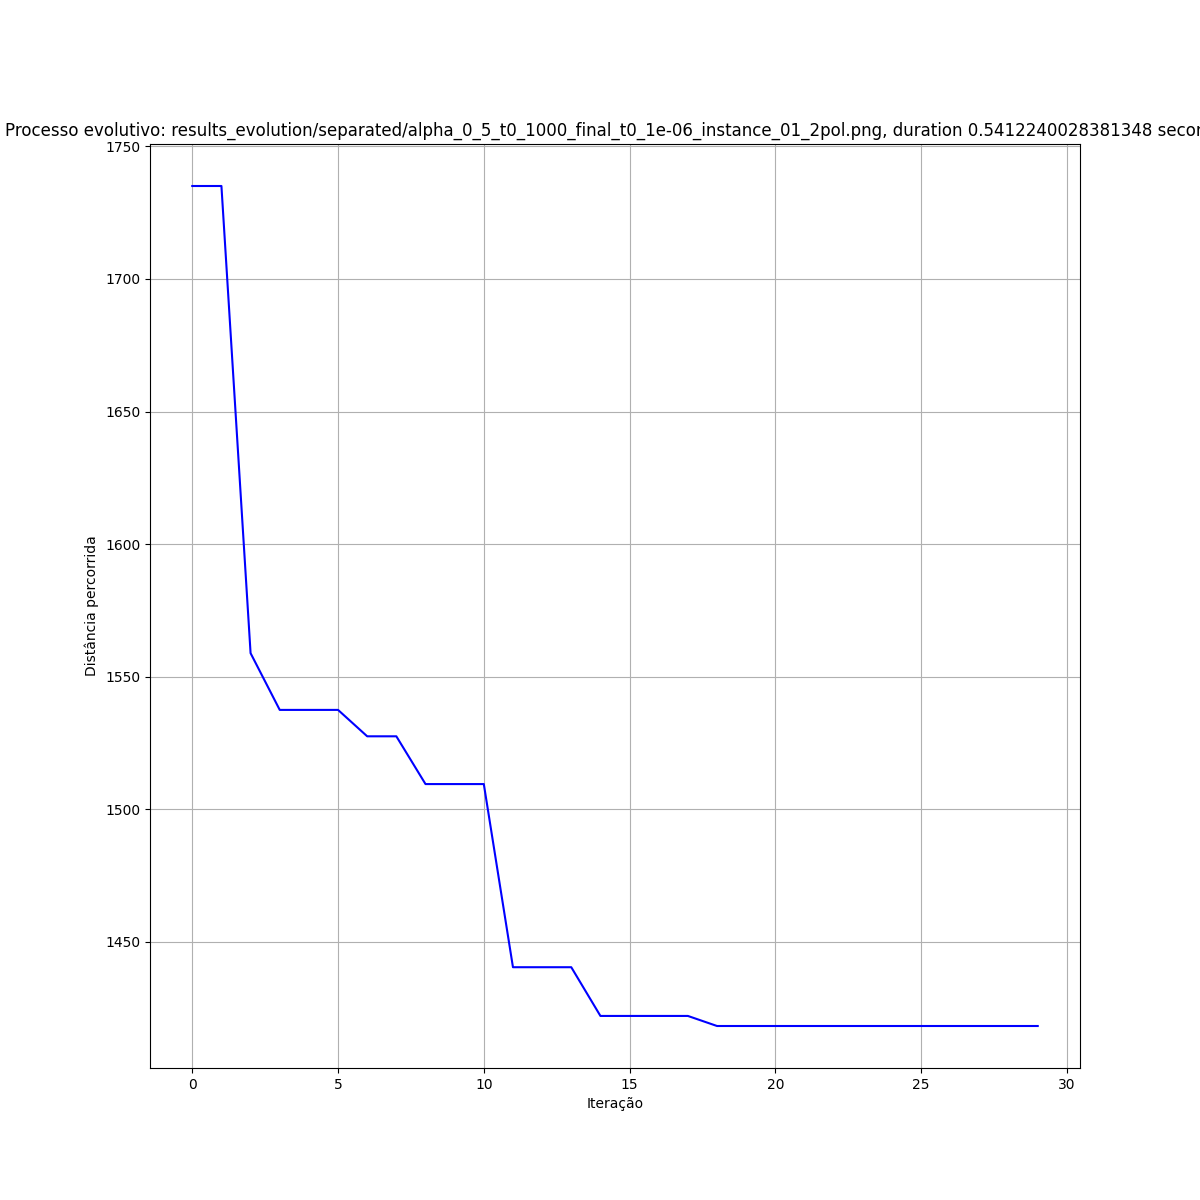 Processo evolutivo: results_evolution/separated/alpha_0_5_t0_1000_final_t0_1e-06_instance_01_2pol.png, duration 0.5412240028381348
1750
1700
1650
1600
1550
1500
1450
Distância percorrida
0 5 10 15 20 25 30
Iteração